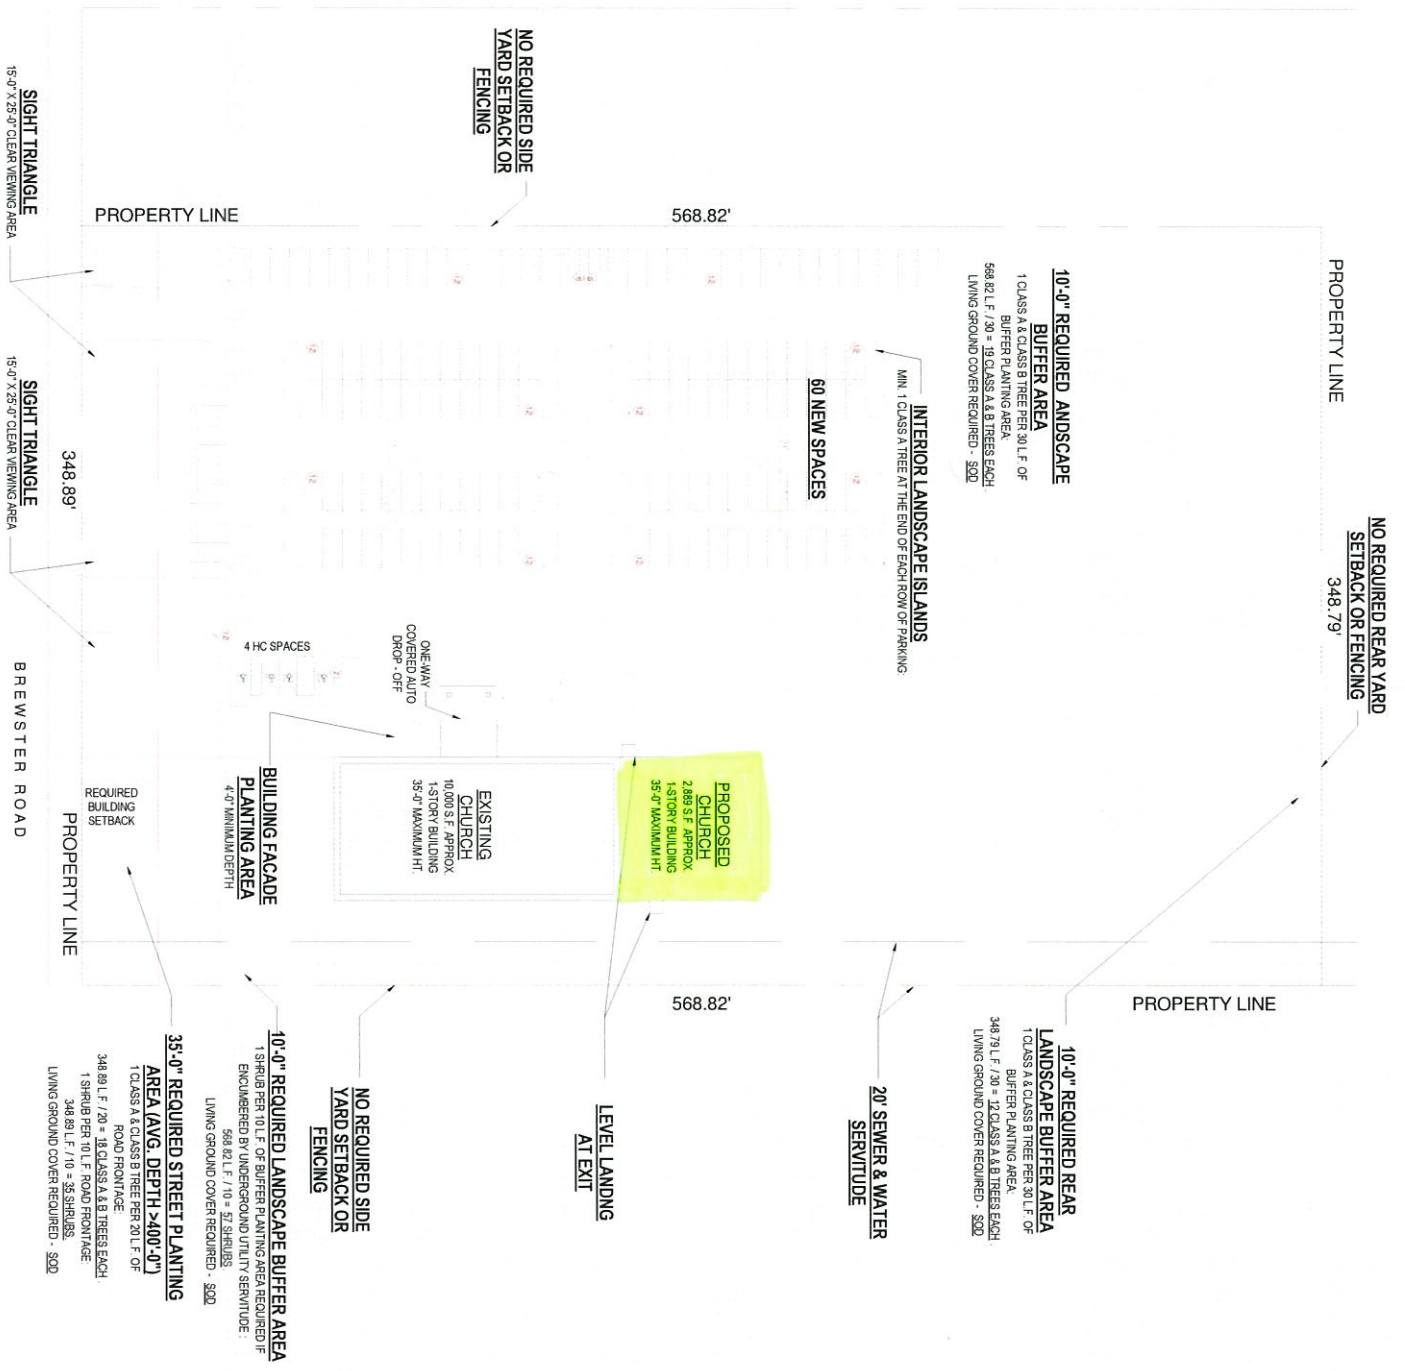 NO REQUIRED SIDE
YARD SETBACK OR
FENCING
SIGHT TRIANGLE
15'-0" X 25'-0" CLEAR VIEWING AREA
PROPERTY LINE
568.82'
PROPERTY LINE
10'-0" REQUIRED LANDSCAPE
BUFFER AREA
1 CLASS A & CLASS B TREE PER 30 L.F. OF
BUFFER PLANTING AREA:
568.82 L.F. / 30 = 19 CLASS A & B TREES EACH.
LIVING GROUND COVER REQUIRED - SOD
INTERIOR LANDSCAPE ISLANDS
MIN. 1 CLASS A TREE AT THE END OF EACH ROW OF PARKING.
60 NEW SPACES
12
12
12
12
12
12
12
12
12
12
12
SIGHT TRIANGLE
15'-0" X 25'-0" CLEAR VIEWING AREA
348.89'
NO REQUIRED REAR YARD
SETBACK OR FENCING
348.79'
4 HC SPACES
ONE-WAY
COVERED AUTO
DROP - OFF
BREWSTER ROAD
REQUIRED
BUILDING
SETBACK
PROPERTY LINE
BUILDING FACADE
PLANTING AREA
4'-0" MINIMUM DEPTH
EXISTING
CHURCH
10,000 S.F. APPROX.
1-STORY BUILDING
35'-0" MAXIMUM HT.
PROPOSED
CHURCH
2,889 S.F. APPROX.
1-STORY BUILDING
35'-0" MAXIMUM HT.
568.82'
PROPERTY LINE
10'-0" REQUIRED REAR
LANDSCAPE BUFFER AREA
1 CLASS A & CLASS B TREE PER 30 L.F. OF
BUFFER PLANTING AREA:
348.79 L.F. / 30 = 12 CLASS A & B TREES EACH.
LIVING GROUND COVER REQUIRED - SOD
20' SEWER & WATER
SERVITUDE
LEVEL LANDNG
AT EXIT
NO REQUIRED SIDE
YARD SETBACK OR
FENCING
10'-0" REQUIRED LANDSCAPE BUFFER AREA
1 SHRUB PER 10 L.F. OF BUFFER PLANTING AREA REQUIRED IF
ENCUMBERED BY UNDERGROUND UTILITY SERVITUDE :
568.82 L.F. / 10 = 57 SHRUBS
LIVING GROUND COVER REQUIRED - SOD
35'-0" REQUIRED STREET PLANTING
AREA (AVG. DEPTH >400'-0")
1 CLASS A & CLASS B TREE PER 20 L.F. OF
ROAD FRONTAGE:
348.89 L.F. / 20 = 18 CLASS A & B TREES EACH.
1 SHRUB PER 10 L.F. ROAD FRONTAGE:
348.89 L.F. / 10 = 35 SHRUBS.
LIVING GROUND COVER REQUIRED - SOD